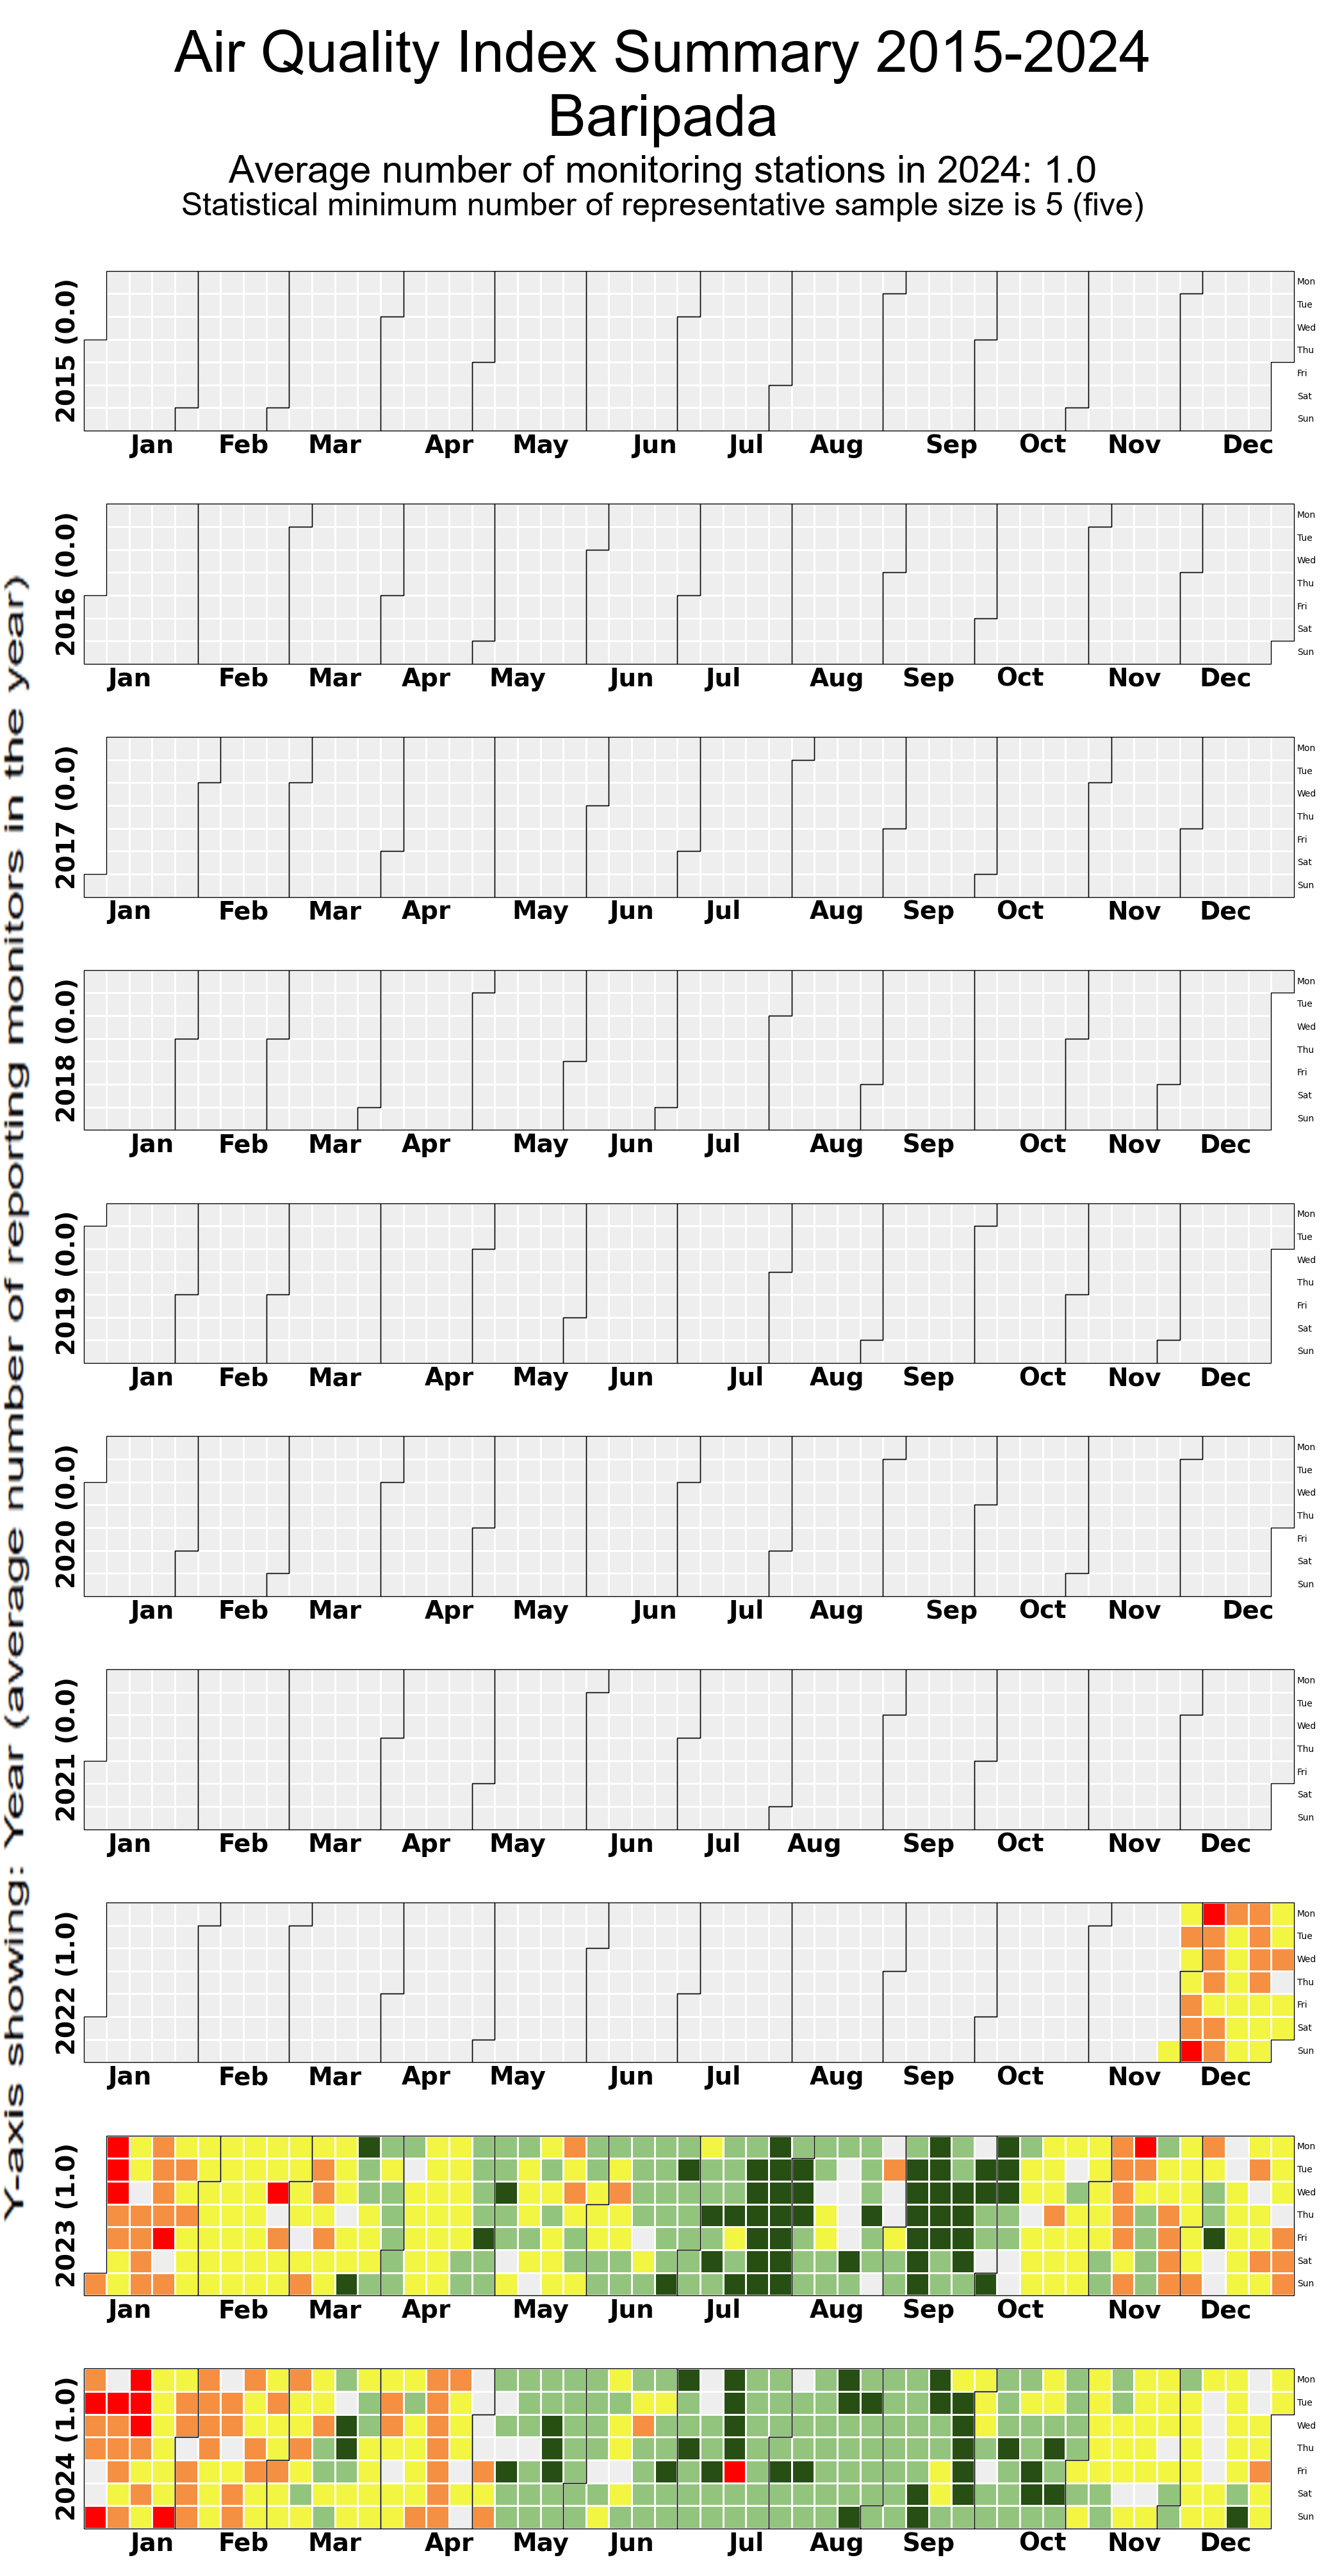 Air Quality Index Summary 2015-2024
Baripada
Average number of monitoring stations in 2024: 1.0
Statistical minimum number of representative sample size is 5 (five)
Y-axis showing: Year (average number of reporting monitors in the year)
2015 (0.0)
Mon
Tue
Wed
Thu
Fri
Sat
Sun
Jan Feb Mar Apr May Jun Jul Aug Sep Oct Nov Dec
2016 (0.0)
Mon
Tue
Wed
Thu
Fri
Sat
Sun
Jan Feb Mar Apr May Jun Jul Aug Sep Oct Nov Dec
2017 (0.0)
Mon
Tue
Wed
Thu
Fri
Sat
Sun
Jan Feb Mar Apr May Jun Jul Aug Sep Oct Nov Dec
2018 (0.0)
Mon
Tue
Wed
Thu
Fri
Sat
Sun
Jan Feb Mar Apr May Jun Jul Aug Sep Oct Nov Dec
2019 (0.0)
Mon
Tue
Wed
Thu
Fri
Sat
Sun
Jan Feb Mar Apr May Jun Jul Aug Sep Oct Nov Dec
2020 (0.0)
Mon
Tue
Wed
Thu
Fri
Sat
Sun
Jan Feb Mar Apr May Jun Jul Aug Sep Oct Nov Dec
2021 (0.0)
Mon
Tue
Wed
Thu
Fri
Sat
Sun
Jan Feb Mar Apr May Jun Jul Aug Sep Oct Nov Dec
2022 (1.0)
Mon
Tue
Wed
Thu
Fri
Sat
Sun
Jan Feb Mar Apr May Jun Jul Aug Sep Oct Nov Dec
2023 (1.0)
Mon
Tue
Wed
Thu
Fri
Sat
Sun
Jan Feb Mar Apr May Jun Jul Aug Sep Oct Nov Dec
2024 (1.0)
Mon
Tue
Wed
Thu
Fri
Sat
Sun
Jan Feb Mar Apr May Jun Jul Aug Sep Oct Nov Dec